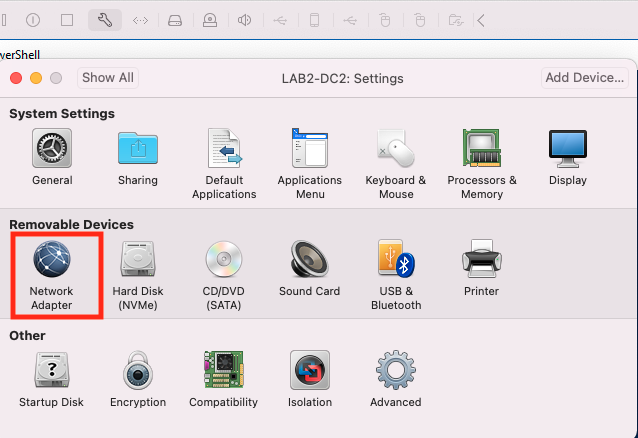 werShell
Show All
LAB2-DC2: Settings
Add Device...
System Settings
General
Sharing
Default
Applications
Applications
Menu
Keyboard &
Mouse
Processors &
Memory
Display
Removable Devices
Network
Adapter
Hard Disk
(NVMe)
CD/DVD
(SATA)
Sound Card
USB &
Bluetooth
Printer
Other
Startup Disk
Encryption
Compatibility
Isolation
Advanced